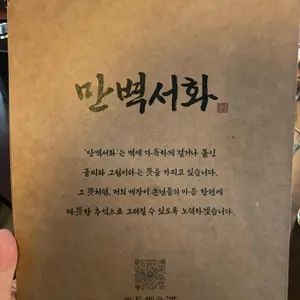 만벽서화
'만벽서화'는 벽에 가득하게 걸거나 붙인
글씨와 그림이라는 뜻을 가지고 있습니다.
그 뜻처럼, 저희 매장이 손님들의 마음 한편에
따뜻한 추억으로 그려질 수 있도록 노력하겠습니다.